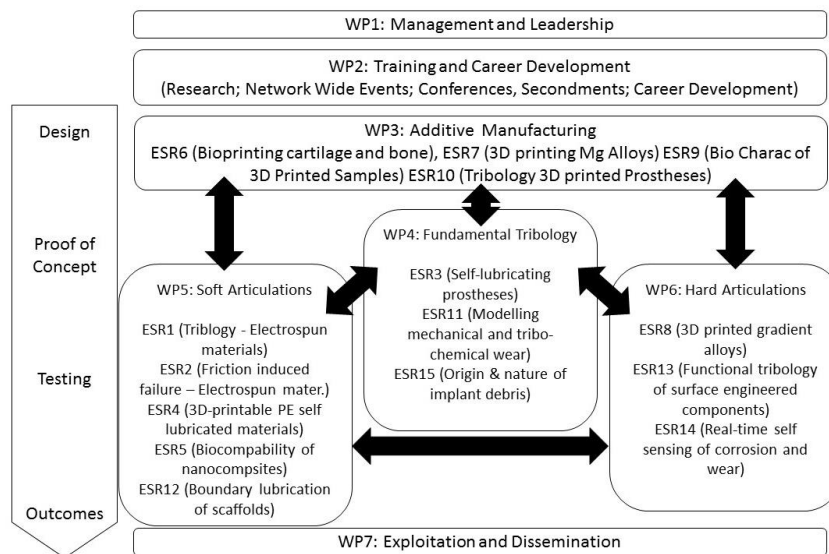 WP1: Management and Leadership
WP2: Training and Career Development
(Research; Network Wide Events; Conferences, Secondments; Career Development)
Design
Proof of
Concept
Testing
Outcomes
WP3: Additive Manufacturing
ESR6 (Bioprinting cartilage and bone), ESR7 (3D printing Mg Alloys) ESR9 (Bio Charac of
3D Printed Samples) ESR10 (Tribology 3D printed Prostheses)
WP4: Fundamental Tribology
ESR3 (Self-lubricating
prostheses)
ESR11 (Modelling
mechanical and tribo-
chemical wear)
ESR15 (Origin & nature of
implant debris)
WP5: Soft Articulations
ESR1 (Triblogy - Electrospun
materials)
ESR2 (Friction induced
failure – Electrospun mater.)
ESR4 (3D-printable PE self
lubricated materials)
ESR5 (Biocompability of
nanocompsites)
ESR12 (Boundary lubrication
of scaffolds)
WP6: Hard Articulations
ESR8 (3D printed gradient
alloys)
ESR13 (Functional tribology
of surface engineered
components)
ESR14 (Real-time self
sensing of corrosion and
wear)
WP7: Exploitation and Dissemination